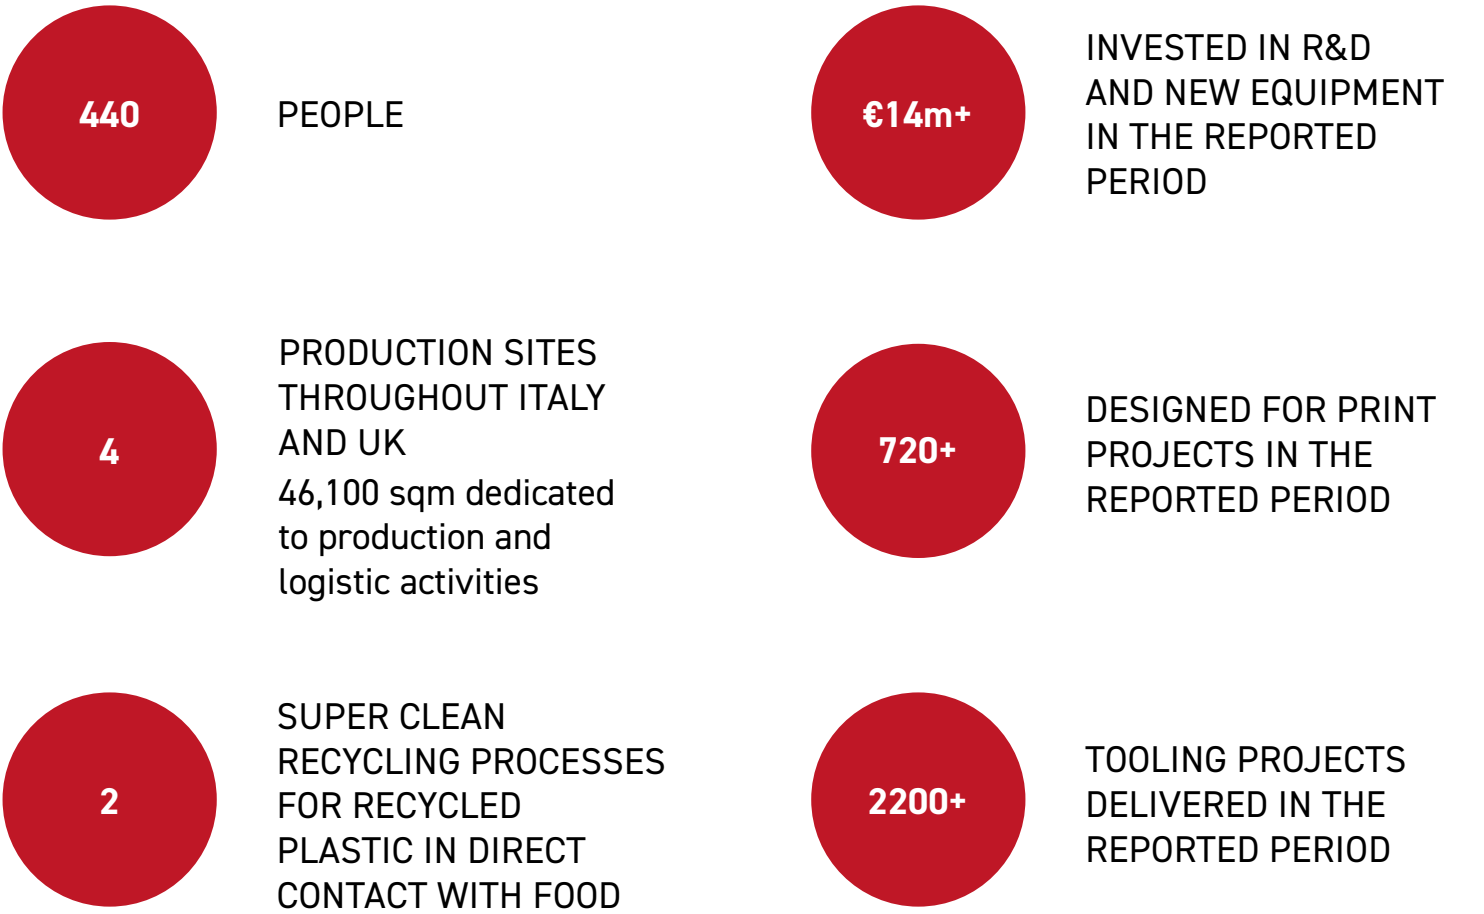 440
PEOPLE
€14m+
INVESTED IN R&D
AND NEW EQUIPMENT
IN THE REPORTED
PERIOD
4
PRODUCTION SITES
THROUGHOUT ITALY
AND UK
46,100 sqm dedicated
to production and
logistic activities
720+
DESIGNED FOR PRINT
PROJECTS IN THE
REPORTED PERIOD
2
SUPER CLEAN
RECYCLING PROCESSES
FOR RECYCLED
PLASTIC IN DIRECT
CONTACT WITH FOOD
2200+
TOOLING PROJECTS
DELIVERED IN THE
REPORTED PERIOD